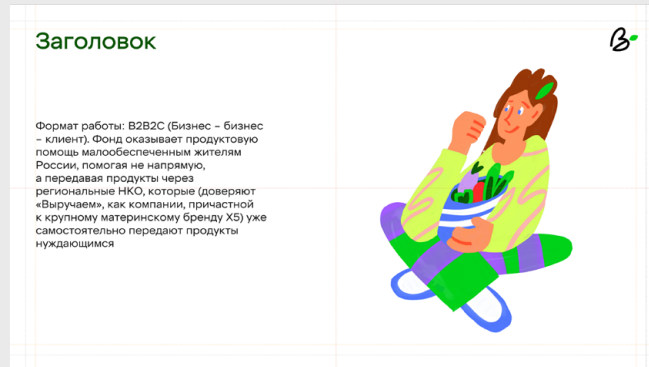 Заголовок
Формат работы: B2B2C (Бизнес – бизнес
– клиент). Фонд оказывает продуктовую
помощь малообеспеченным жителям
России, помогая не напрямую,
а передавая продукты через
региональные НКО, которые (доверяют
«Выручаем», как компании, причастной
к крупному материнскому бренду X5) уже
самостоятельно передают продукты
нуждающимся